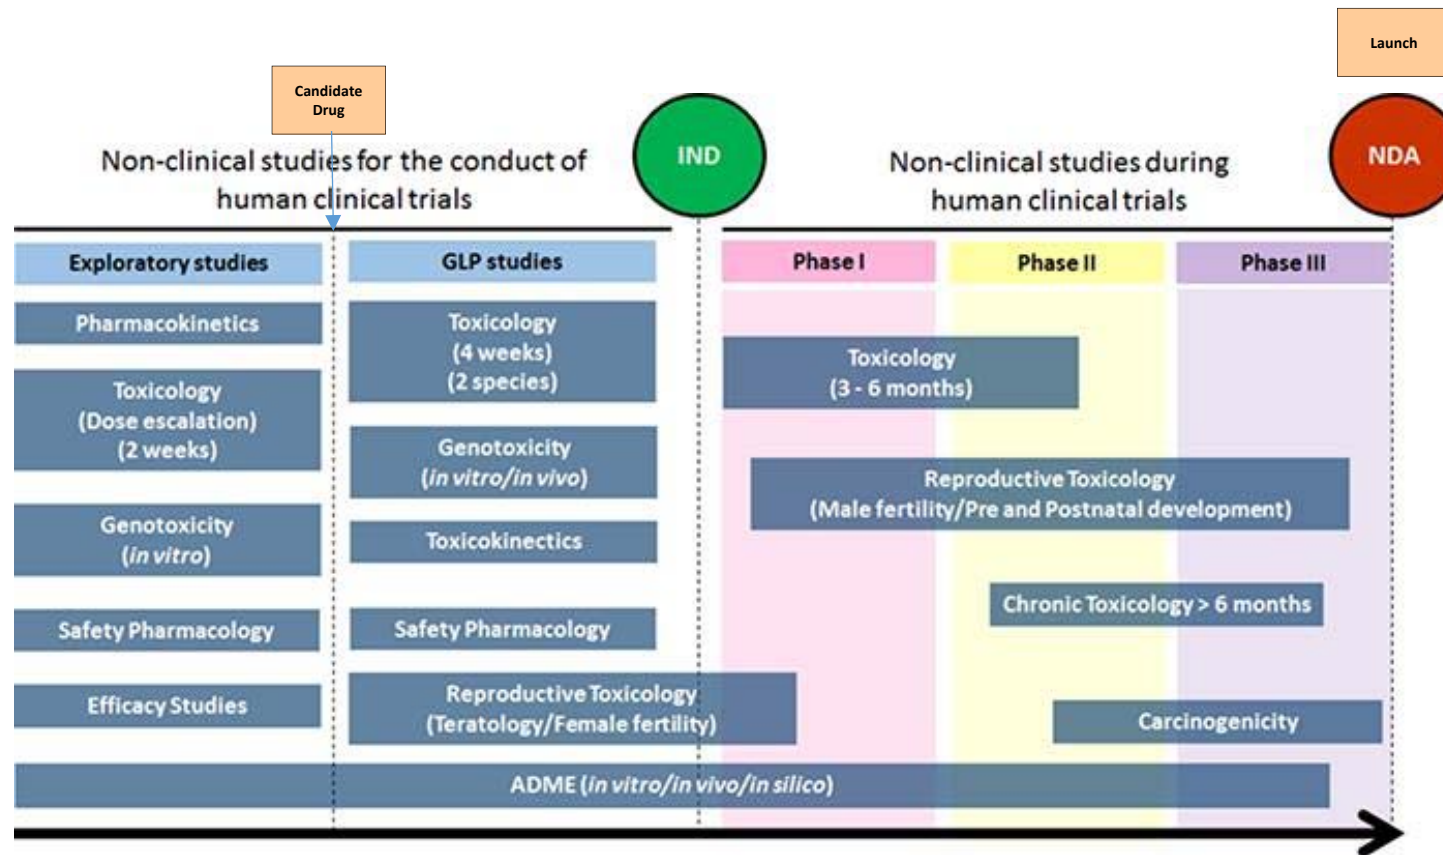 Launch
Candidate
Drug
IND
NDA
Non-clinical studies for the conduct of
human clinical trials
Non-clinical studies during
human clinical trials
Exploratory studies
GLP studies
Phase I
Phase II
Phase III
Pharmacokinetics
Toxicology
(Dose escalation)
(2 weeks)
Genotoxicity
(in vitro)
Safety Pharmacology
Efficacy Studies
Toxicology
(4 weeks)
(2 species)
Genotoxicity
(in vitro/in vivo)
Toxicokinectics
Safety Pharmacology
Reproductive Toxicology
(Teratology/Female fertility)
Toxicology
(3 - 6 months)
Reproductive Toxicology
(Male fertility/Pre and Postnatal development)
Chronic Toxicology > 6 months
Carcinogenicity
ADME (in vitro/in vivo/in silico)